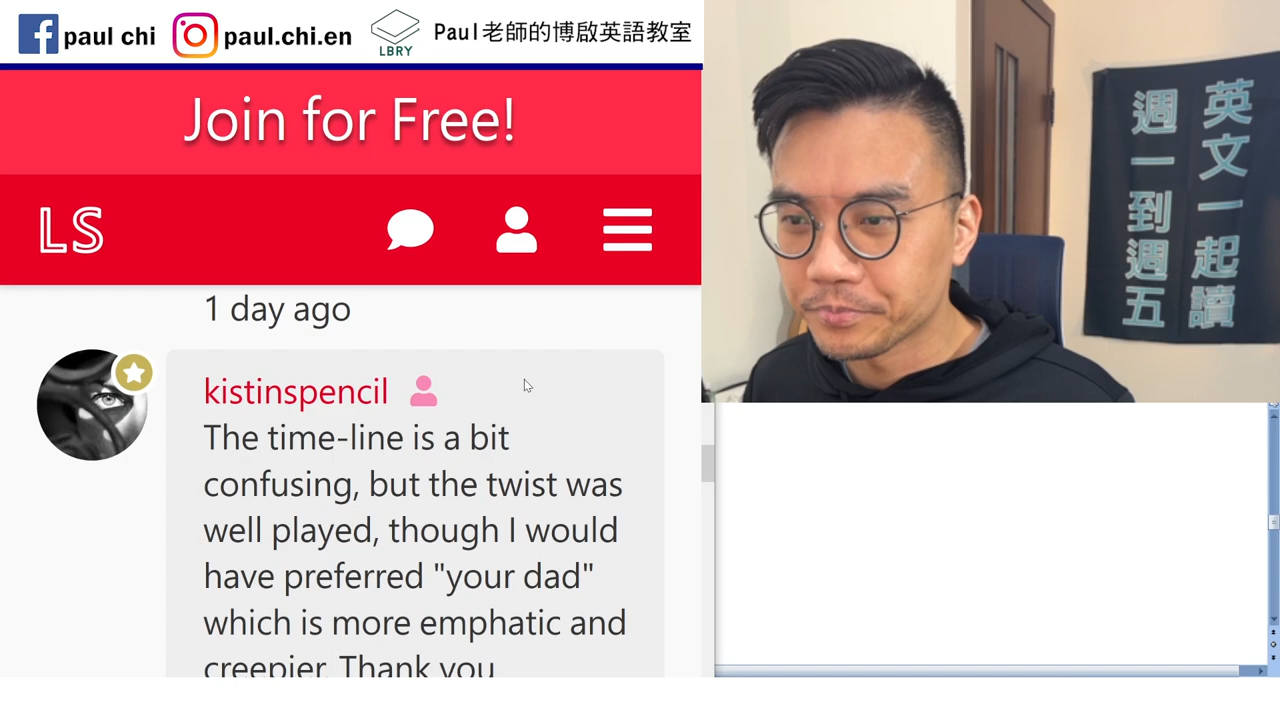 paul chi
paul.chi.en
LBRY
Paul老師的博啟英語教室
Join for Free!
LS
1 day ago
kistinspencil
The time-line is a bit
confusing, but the twist was
well played, though I would
have preferred "your dad"
which is more emphatic and
creepier. Thank you
英文一起讀
週一到週五